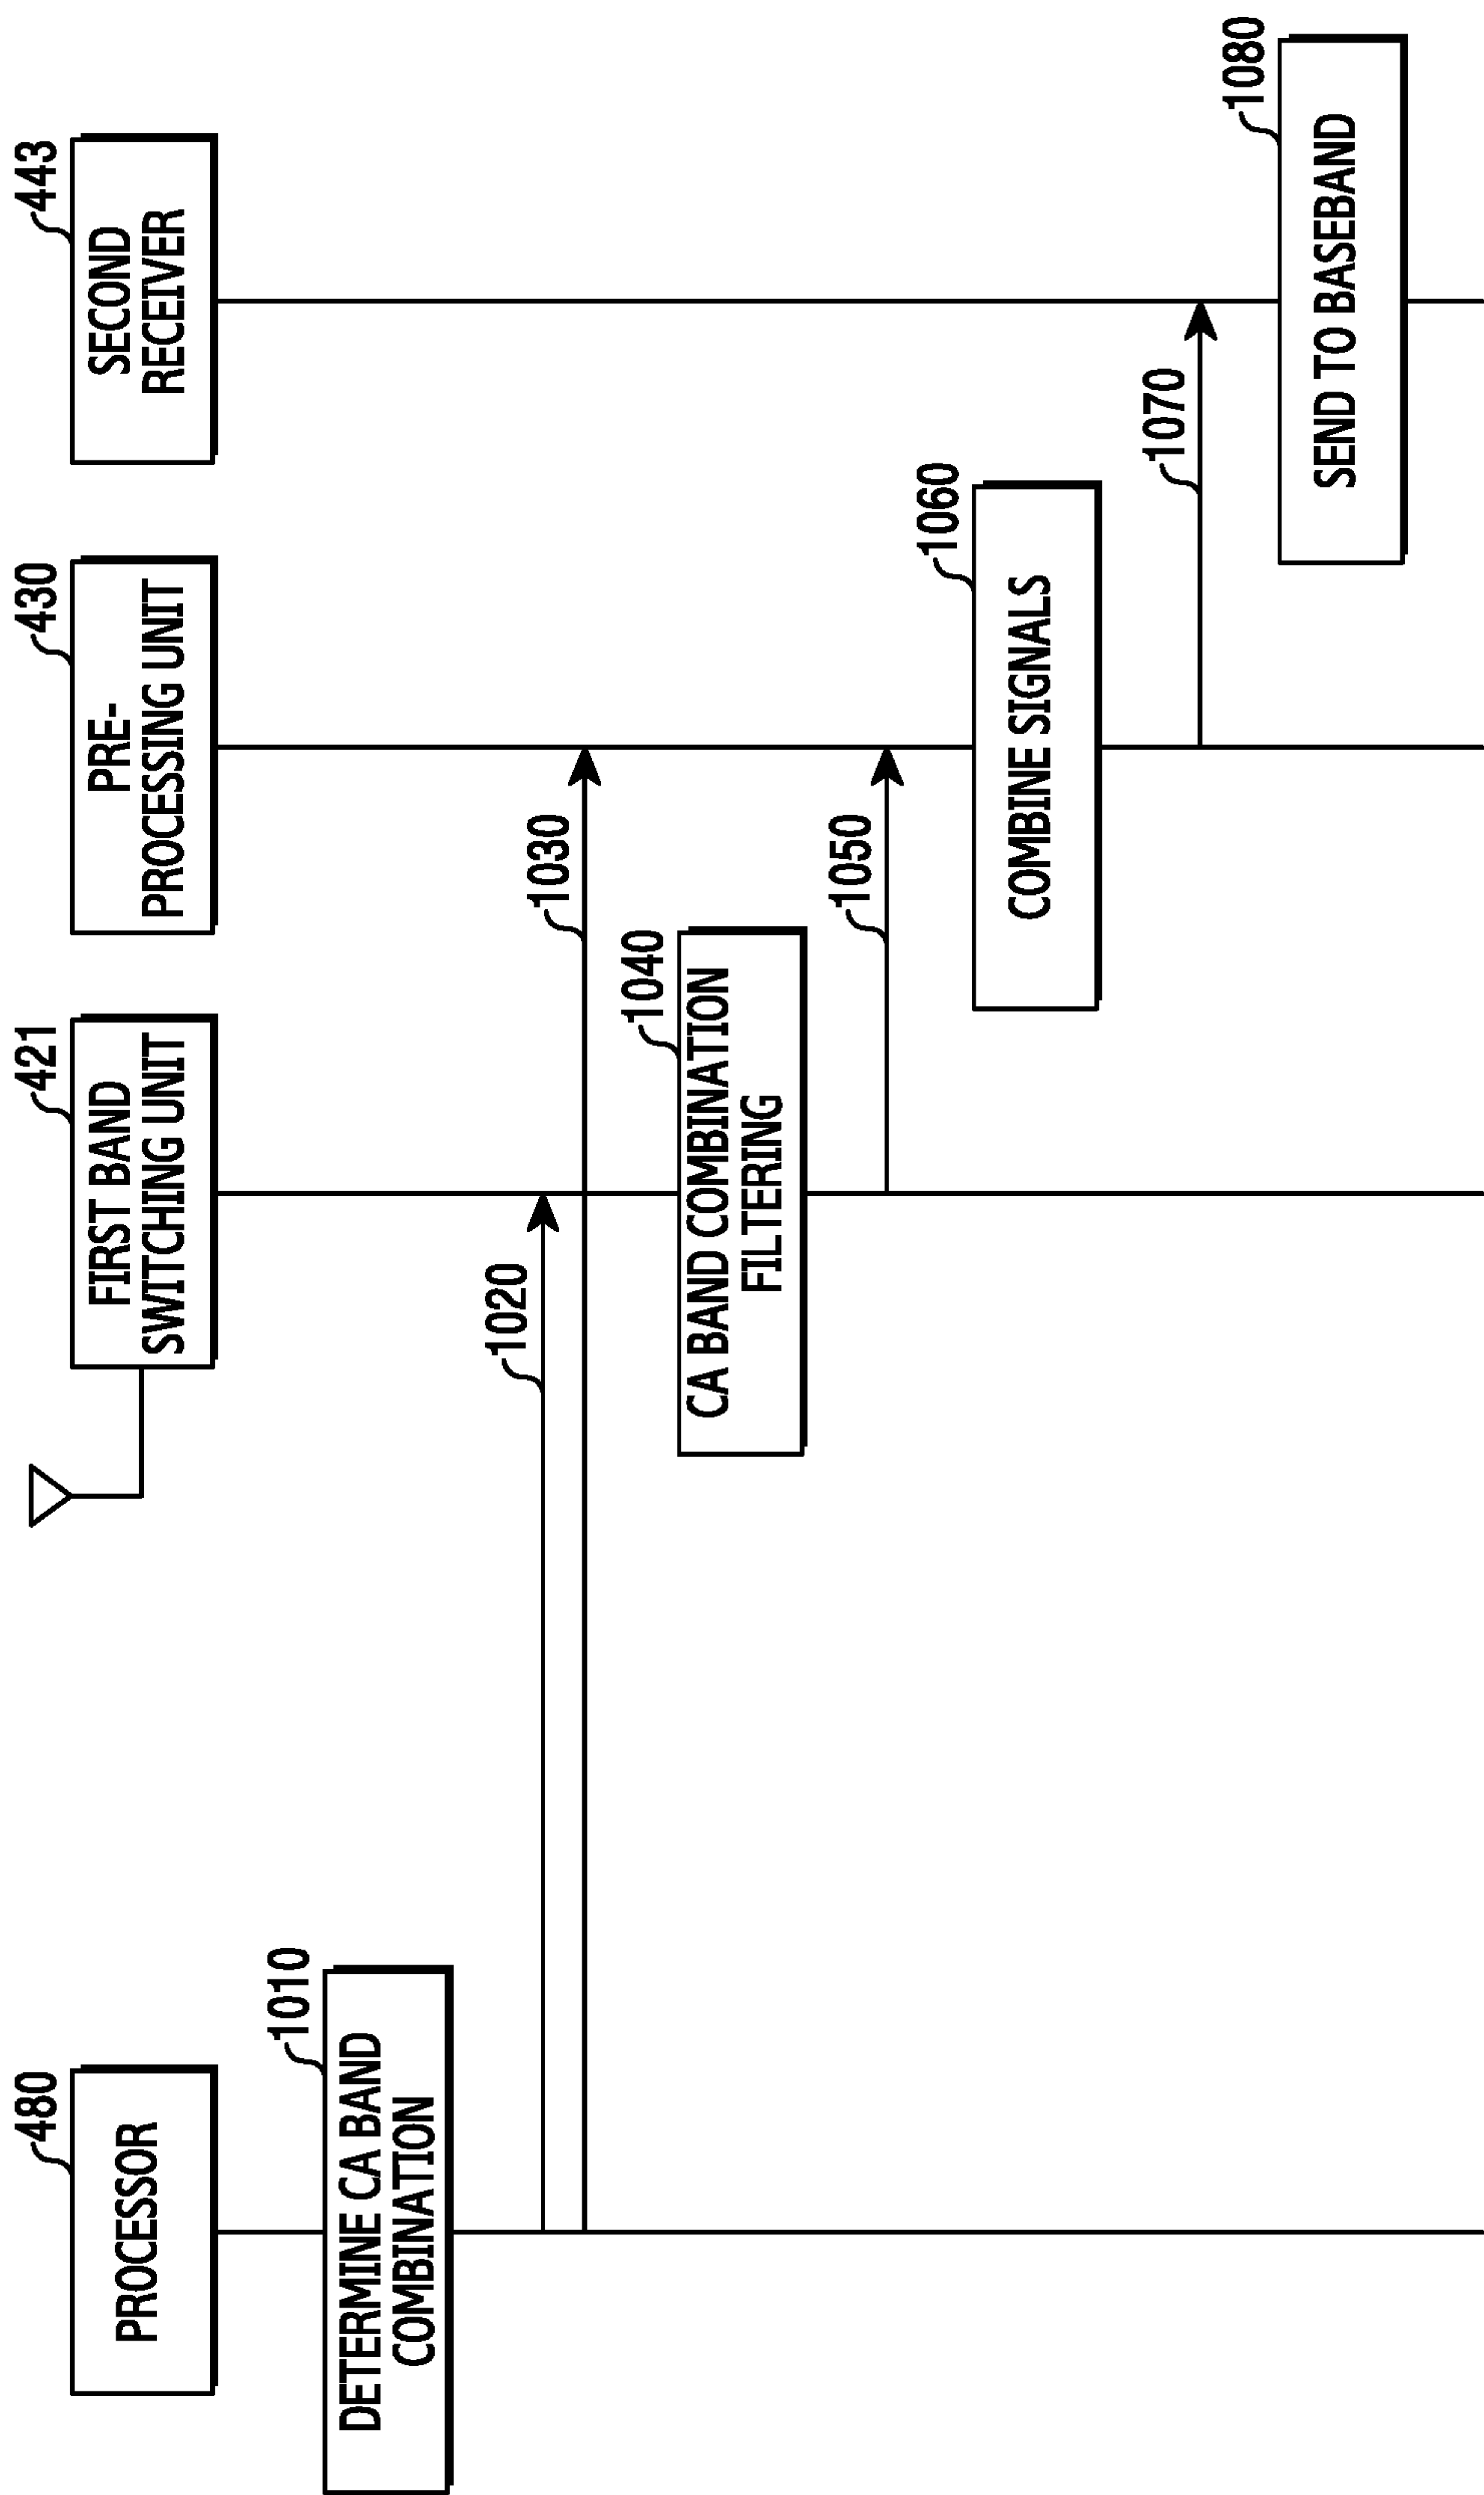 480
PROCESSOR
421
FIRST BAND
SWITCHING UNIT
430
PRE-
PROCESSING UNIT
443
SECOND
RECEIVER
1010
DETERMINE CA BAND
COMBINATION
1020
1030
1040
CA BAND COMBINATION
FILTERING
1050
1060
COMBINE SIGNALS
1070
1080
SEND TO BASEBAND